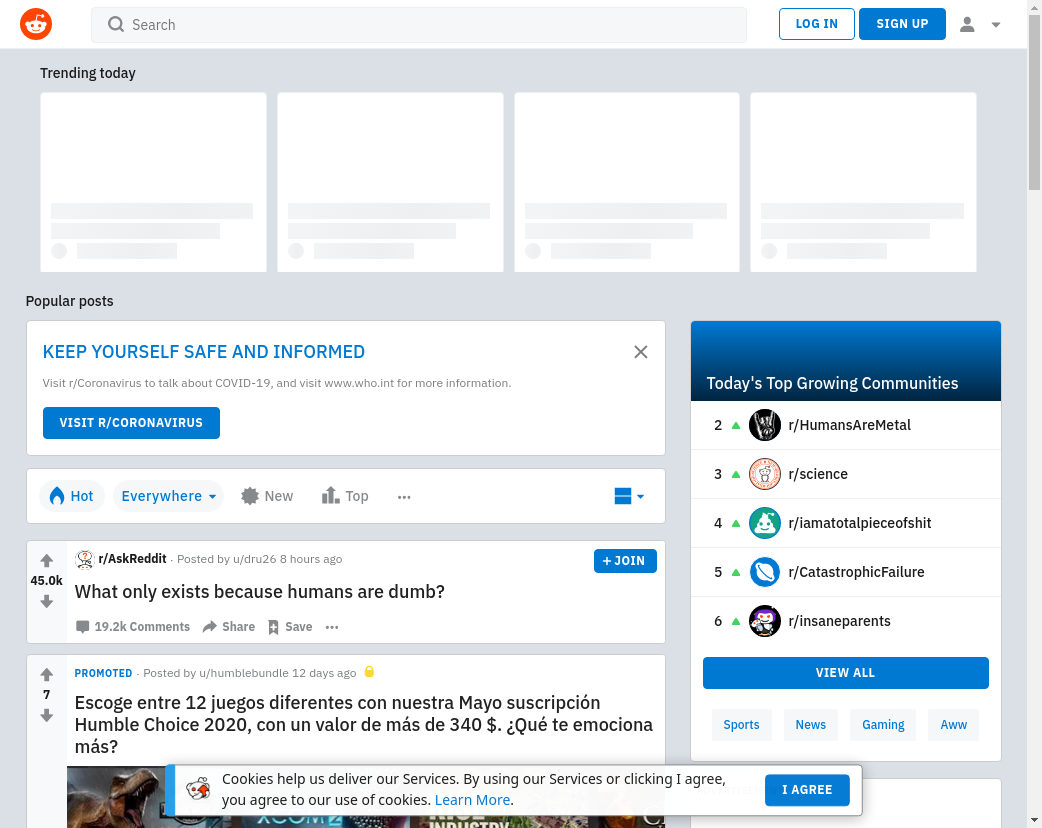 Search
LOG IN
SIGN UP
Trending today
Popular posts
KEEP YOURSELF SAFE AND INFORMED
Visit r/Coronavirus to talk about COVID-19, and visit www.who.int for more information.
VISIT R/CORONAVIRUS
Hot
Everywhere
New
Top
r/AskReddit · Posted by u/dru26 8 hours ago
+ JOIN
45.0k
What only exists because humans are dumb?
19.2k Comments
Share
Save
PROMOTED · Posted by u/humblebundle 12 days ago
7
Escoge entre 12 juegos diferentes con nuestra Mayo suscripción
Humble Choice 2020, con un valor de más de 340 $. ¿Qué te emociona
más?
XCOM 2
Today's Top Growing Communities
2 r/HumansAreMetal
3 r/science
4 r/iamatotalpieceofshit
5 r/CatastrophicFailure
6 r/insaneparents
VIEW ALL
Sports
News
Gaming
Aww
Cookies help us deliver our Services. By using our Services or clicking I agree,
you agree to our use of cookies. Learn More.
I AGREE